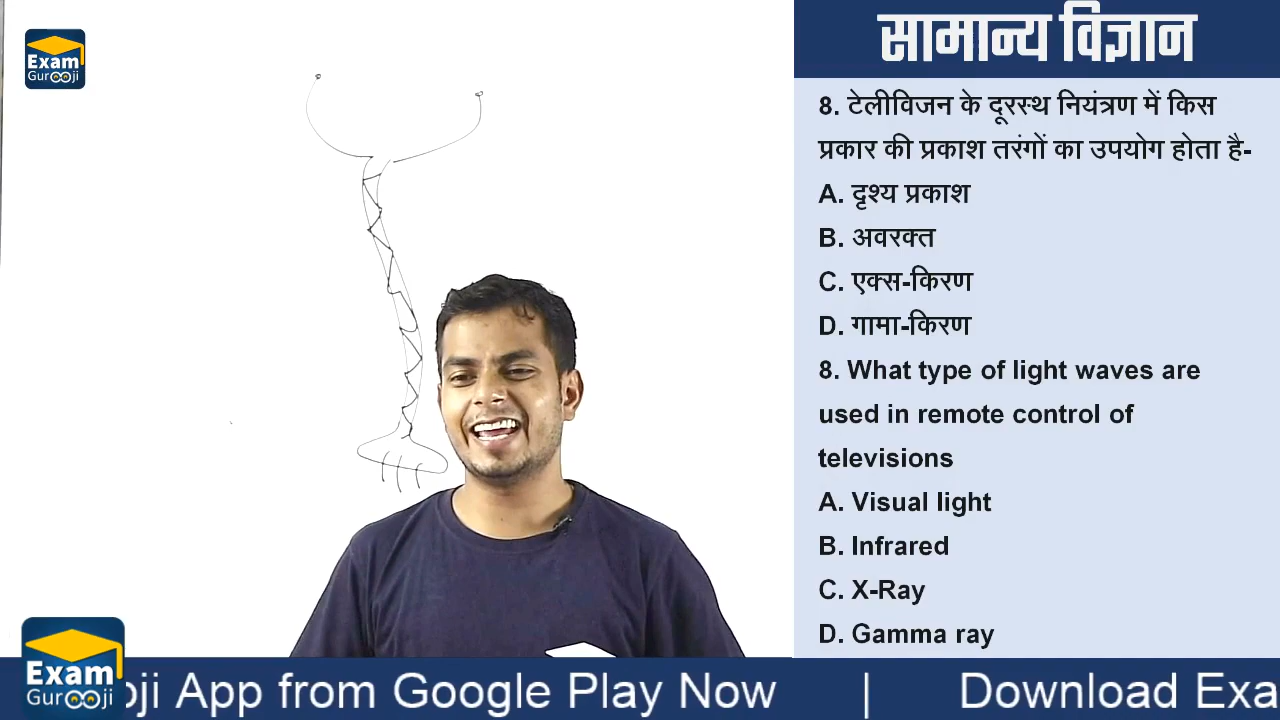 Exam
Gurooji
सामान्य विज्ञान
8. टेलीविजन के दूरस्थ नियंत्रण में किस
प्रकार की प्रकाश तरंगों का उपयोग होता है-
A. दृश्य प्रकाश
B. अवरक्त
C. एक्स-किरण
D. गामा-किरण
8. What type of light waves are
used in remote control of
televisions
A. Visual light
B. Infrared
C. X-Ray
D. Gamma ray
Exam
Gurooji
oji App from Google Play Now | Download Exa